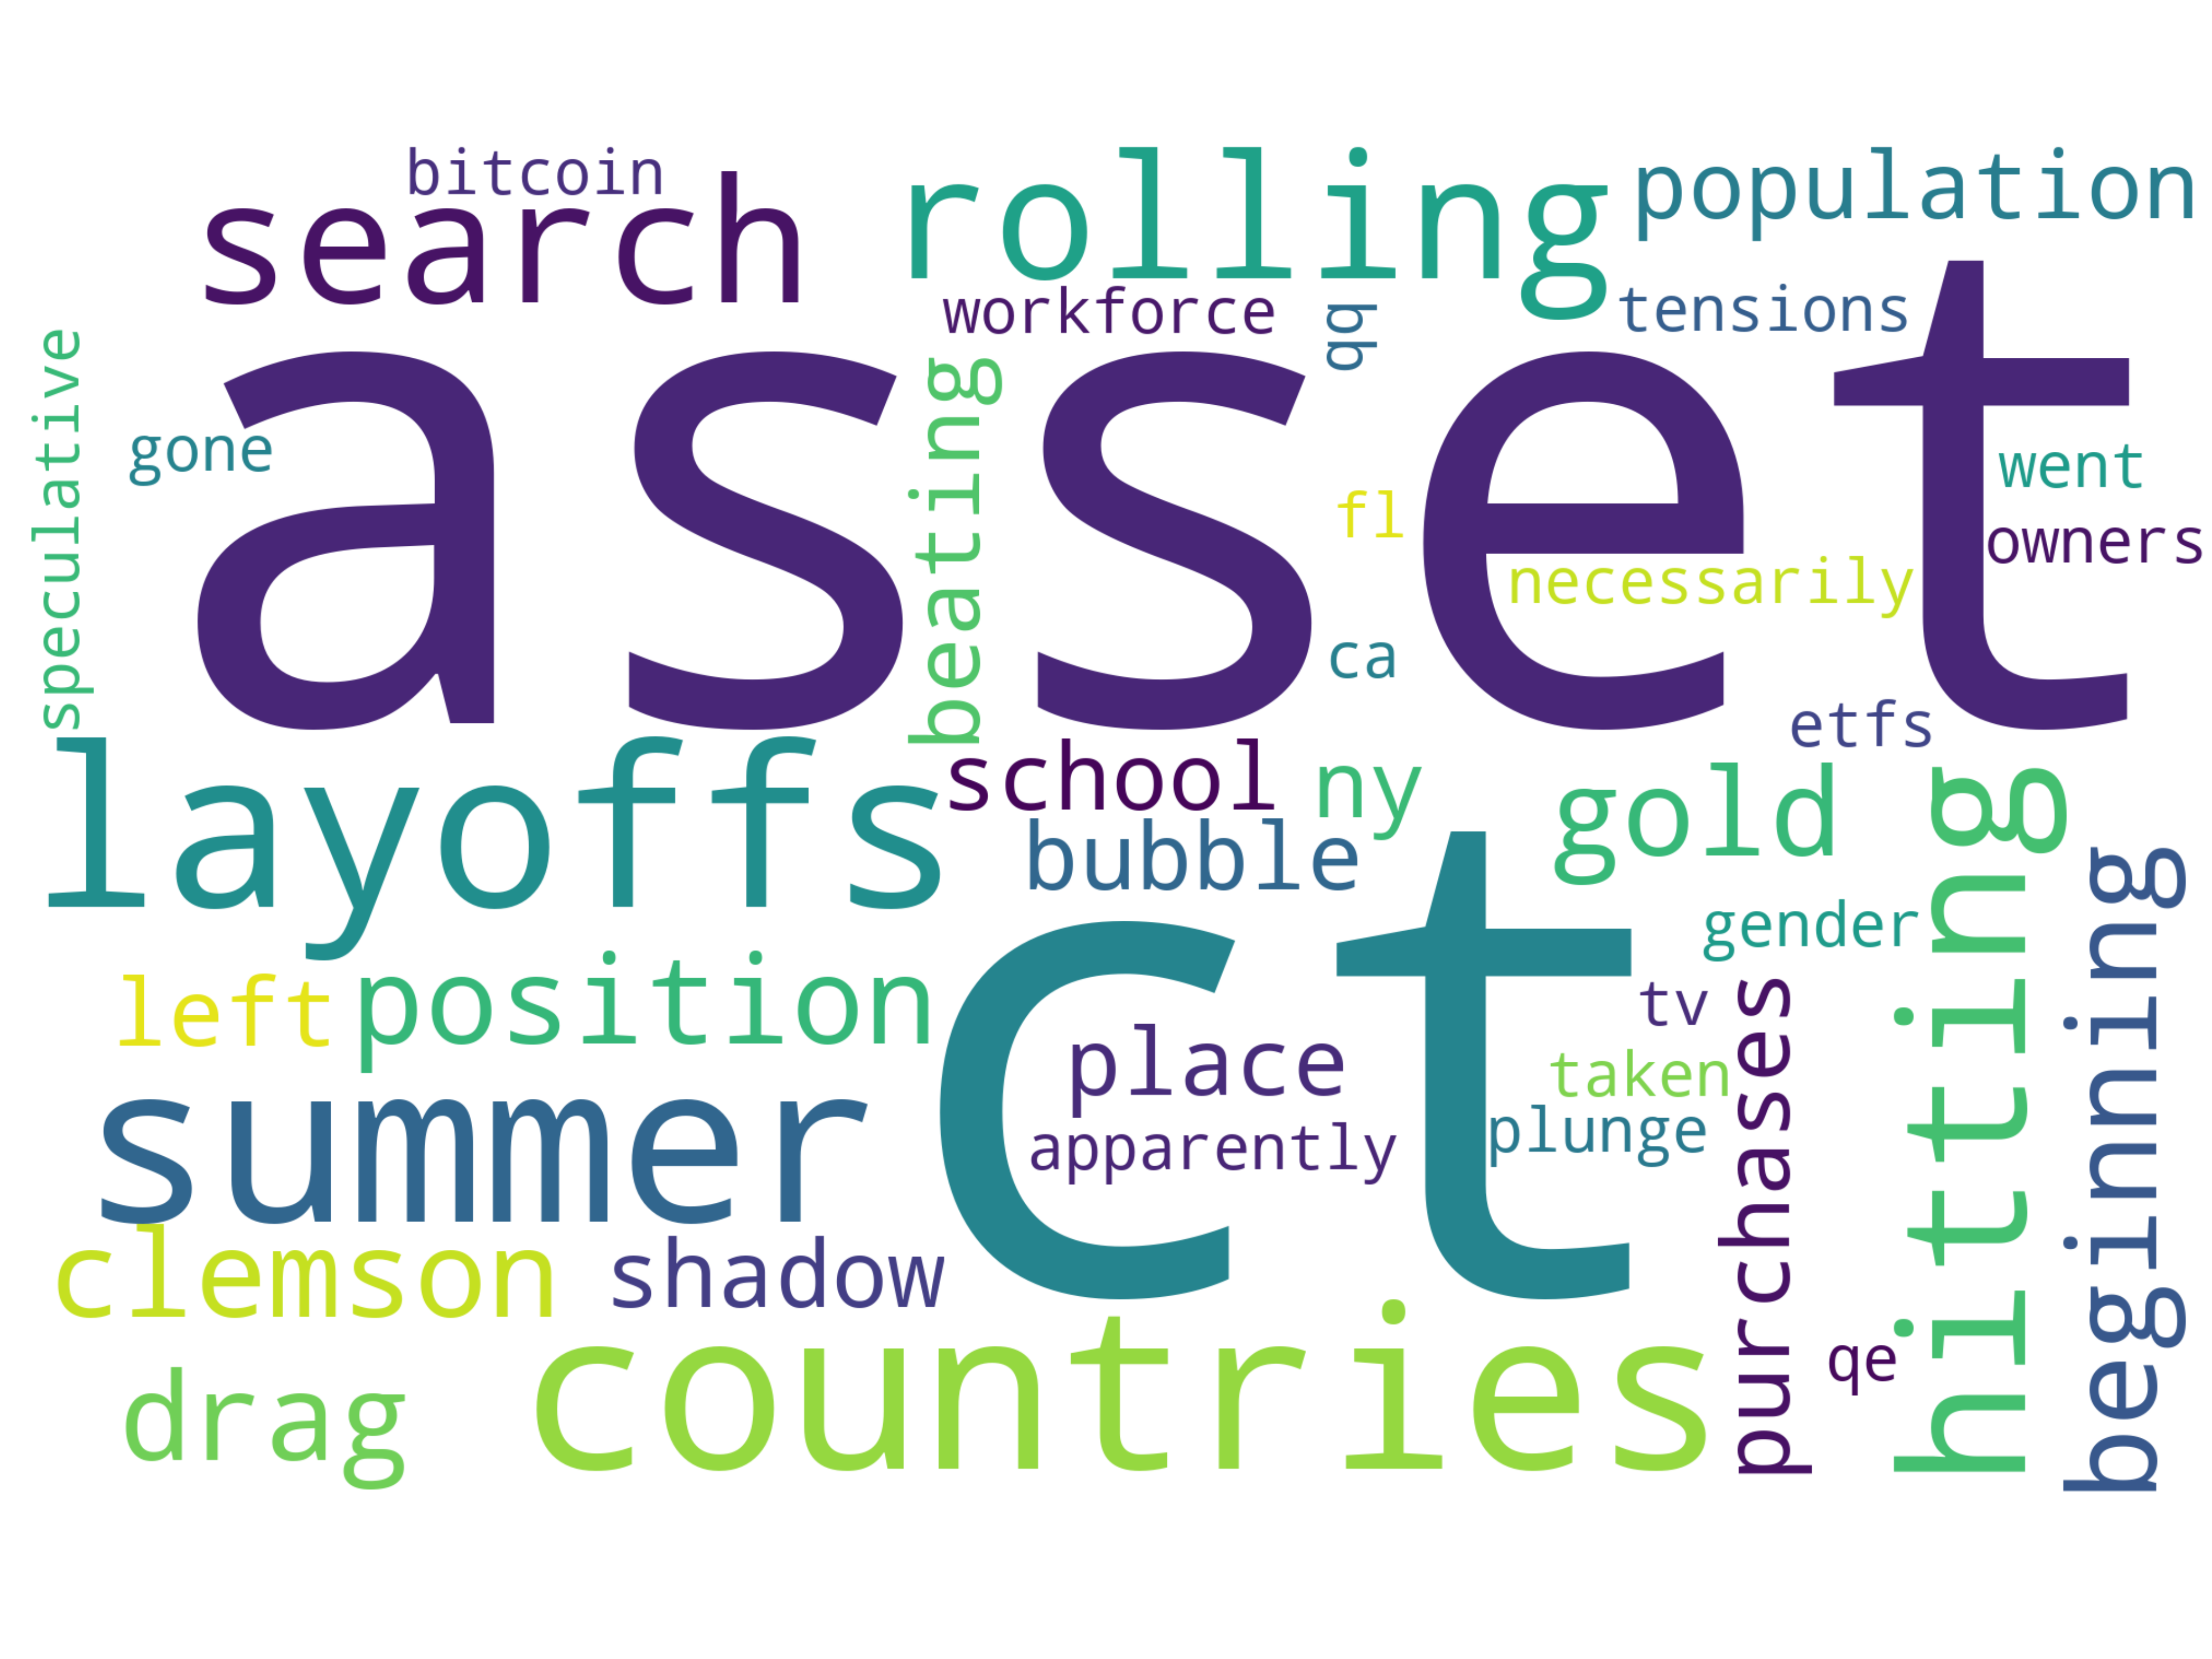 bitcoin
search
rolling
population
workforce
qq
tensions
speculative
gone
asset
beating
fl
necessarily
ca
went
owners
etfs
layoffs
school
ny
bubble
gold
hitting
beginning
gender
left
position
ct
place
apparently
tv
taken
plunge
purchases
summer
clemson
shadow
countries
drag
qe